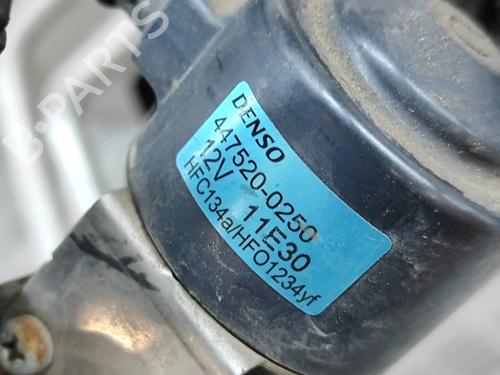 B-PARTS
DENSO
447520-0250
12V 11E30
HFC134a/HFO1234yf